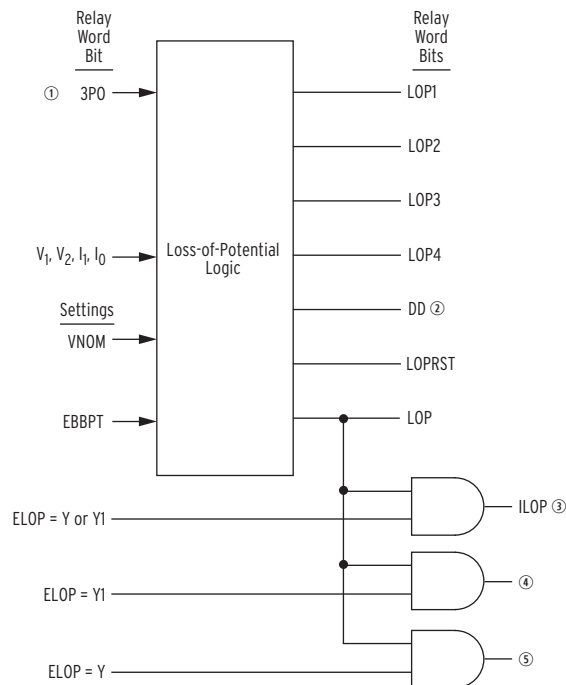 Relay
Word
Bit
Relay
Word
Bits
① 3PO
LOP1
LOP2
LOP3
V₁, V₂, I₁, I₀
Loss-of-Potential
Logic
LOP4
Settings
DD ②
VNOM
LOPRST
EBBPT
LOP
ILOP ③
ELOP = Y or Y1
④
ELOP = Y1
⑤
ELOP = Y